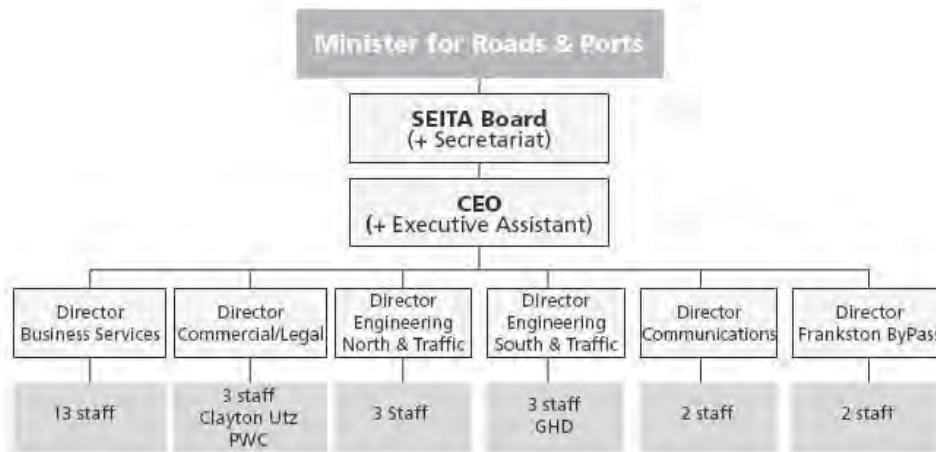 Minister for Roads & Ports
SEITA Board
(+ Secretariat)
CEO
(+ Executive Assistant)
Director
Business Services
Director
Commercial/Legal
Director
Engineering
North & Traffic
Director
Engineering
South & Traffic
Director
Communications
Director
Frankston ByPass
13 staff
3 staff
Clayton Utz
PWC
3 Staff
3 staff
GHD
2 staff
2 staff